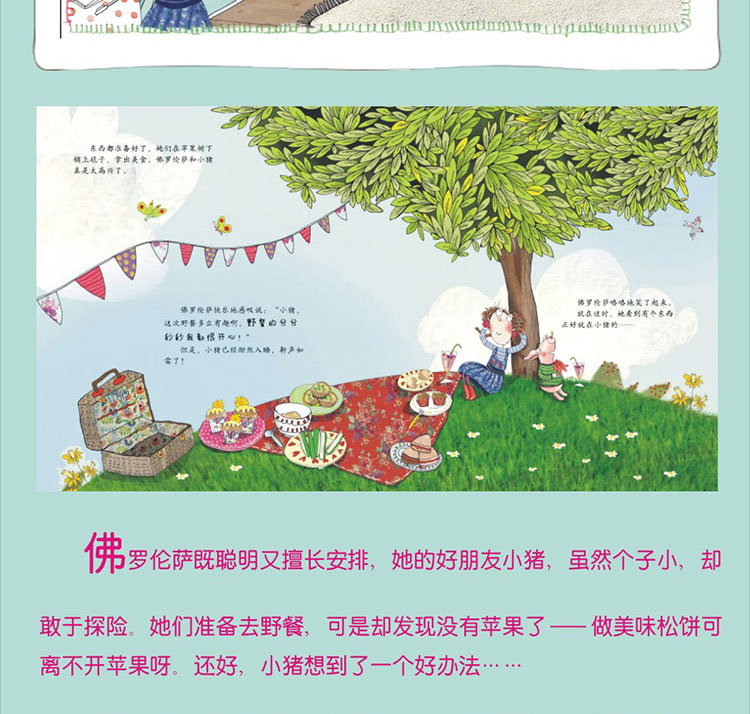 东西都准备好了，她们在苹果树下
铺上毯子，拿出美食。佛罗伦萨和小猪
真是太高兴了。
佛罗伦萨快乐地感叹说：“小猪，
这次野餐多么有趣啊，野餐的分分
秒秒我都很开心！”
但是，小猪已经酣然入睡，鼾声如
雷了！
佛罗伦萨咯咯地笑了起来。
就在这时，她看到有个东西
正好就在小猪的……
佛罗伦萨既聪明又擅长安排，她的好朋友小猪，虽然个子小，却
敢于探险。她们准备去野餐，可是却发现没有苹果了——做美味松饼可
离不开苹果呀。还好，小猪想到了一个好办法……